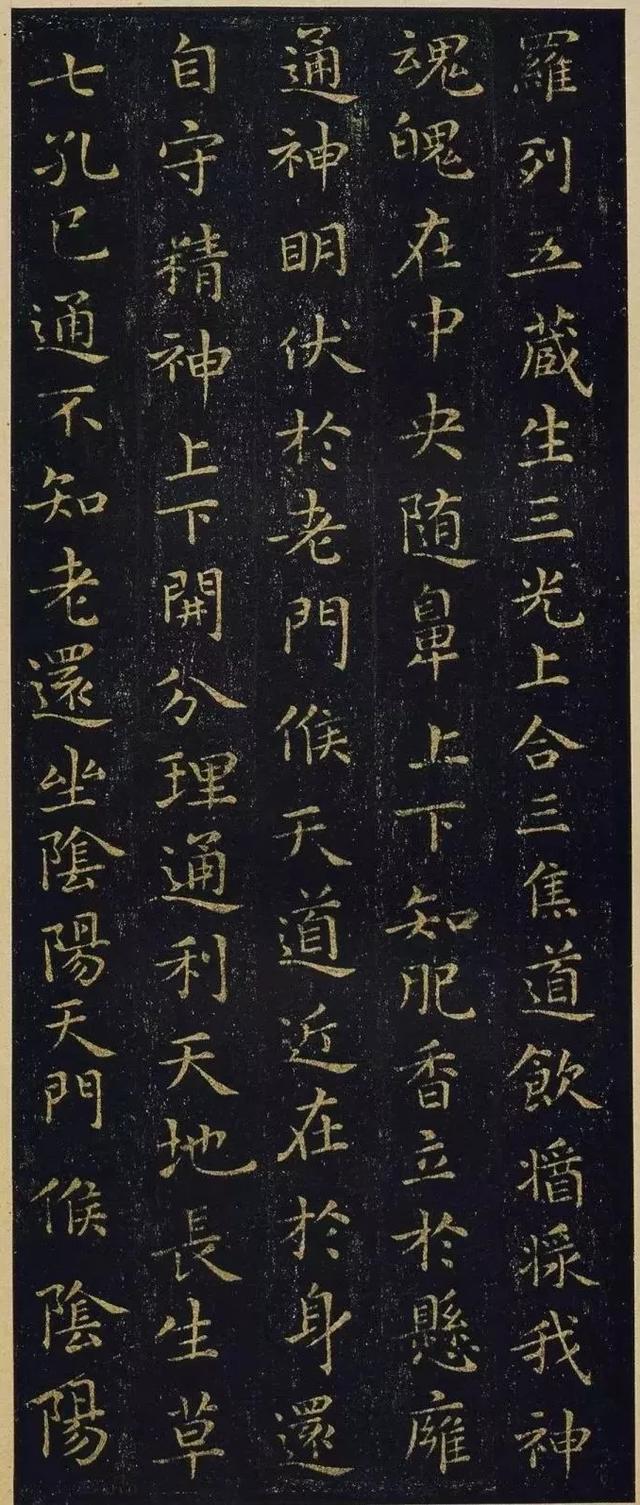 羅列五藏生三光上合三焦道飲醬漿我神
魂魄在中央随鼻上下知肥香立於懸廱
通神明伏於老門候天道近在於身還
自守精神上下開分理通利天地長生草
七孔已通不知老還坐陰陽天門候陰陽